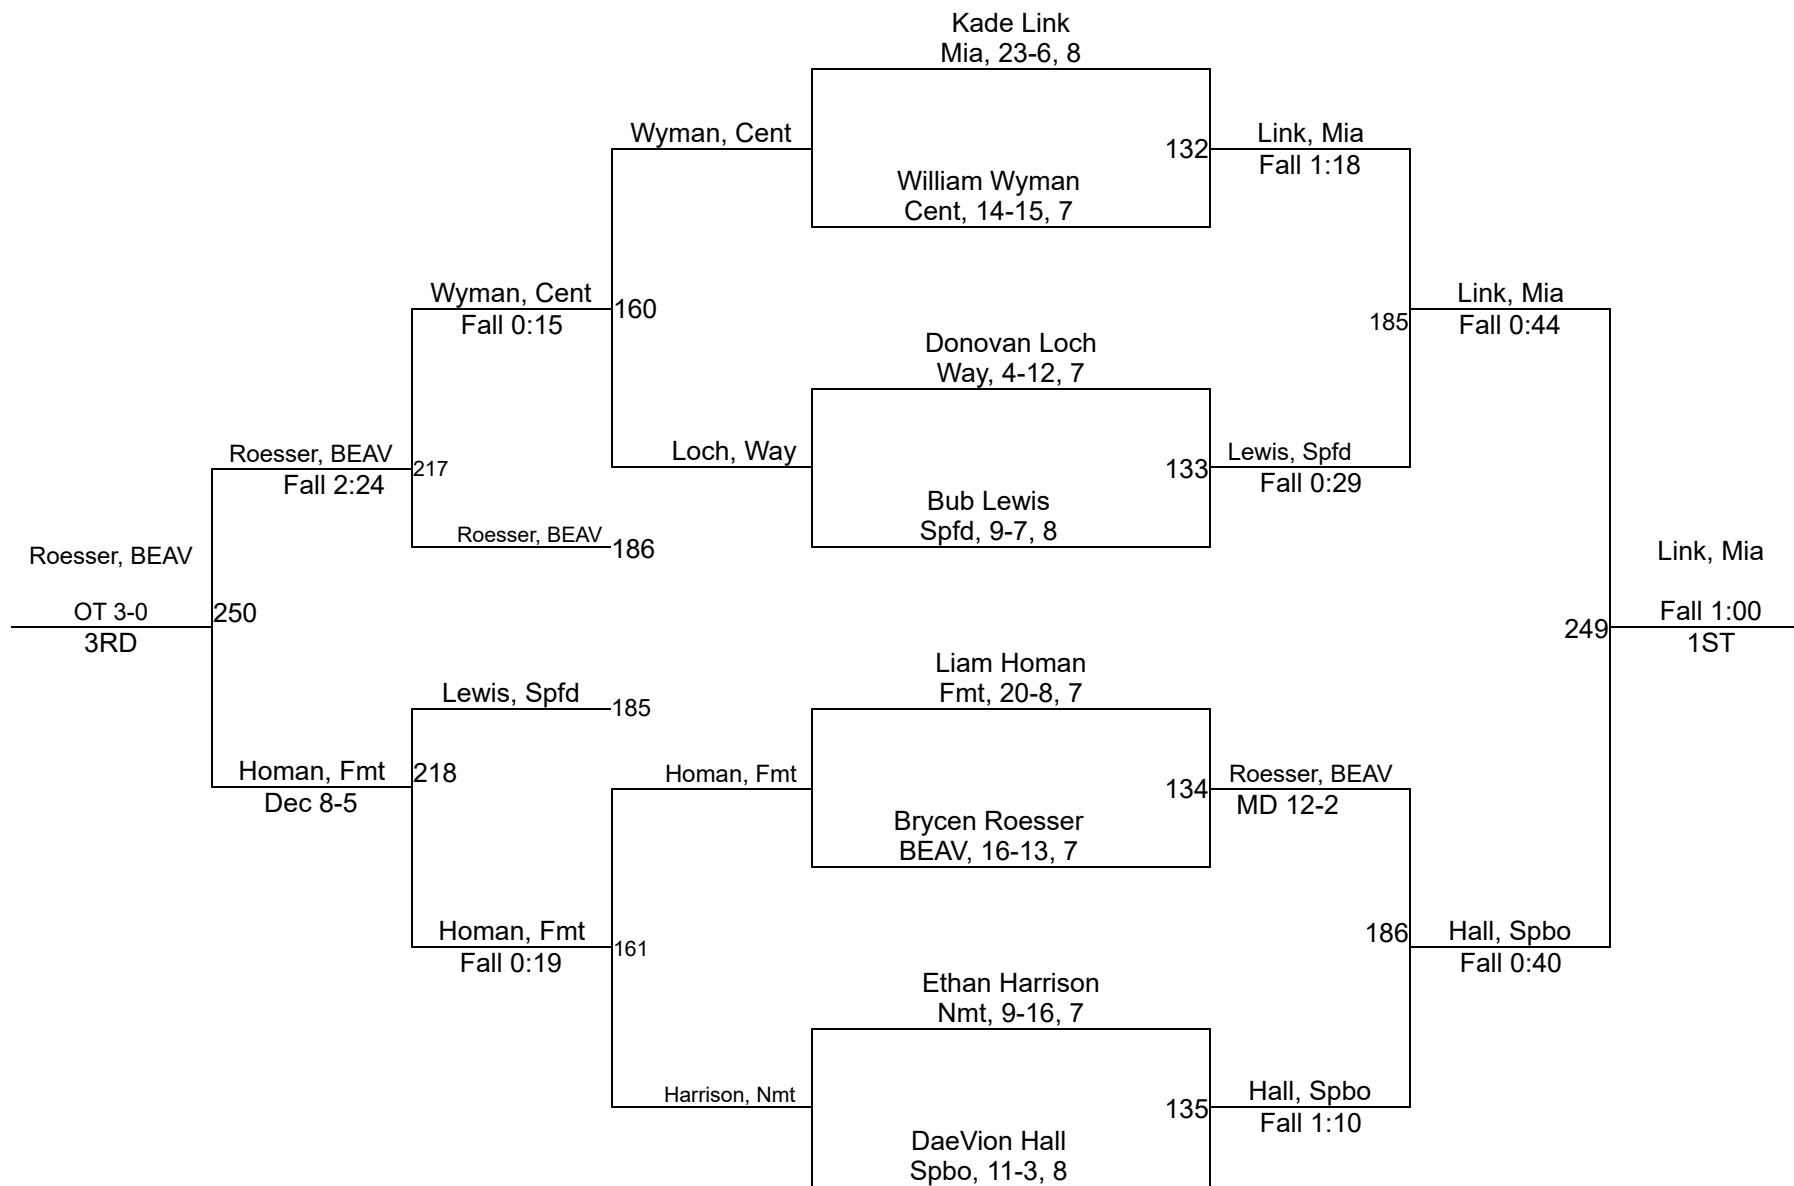 Kade Link
Mia, 23-6, 8
Wyman, Cent
132
Link, Mia
Fall 1:18
William Wyman
Cent, 14-15, 7
Wyman, Cent
Fall 0:15
160
185
Link, Mia
Fall 0:44
Donovan Loch
Way, 4-12, 7
Roesser, BEAV
Fall 2:24
217
Loch, Way
133
Lewis, Spfd
Fall 0:29
Bub Lewis
Spfd, 9-7, 8
Roesser, BEAV
186
Roesser, BEAV
OT 3-0
3RD
250
249
Link, Mia
Fall 1:00
1ST
Liam Homan
Fmt, 20-8, 7
Lewis, Spfd
185
Homan, Fmt
Dec 8-5
218
Homan, Fmt
134
Roesser, BEAV
MD 12-2
Brycen Roesser
BEAV, 16-13, 7
Homan, Fmt
Fall 0:19
161
186
Hall, Spbo
Fall 0:40
Ethan Harrison
Nmt, 9-16, 7
Harrison, Nmt
135
Hall, Spbo
Fall 1:10
DaeVion Hall
Spbo, 11-3, 8